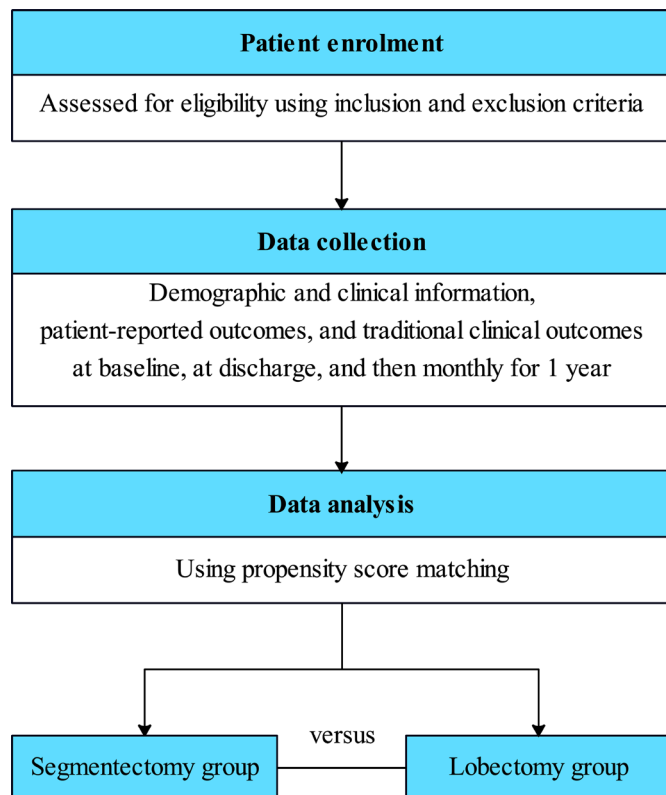 Patient enrolment
Assessed for eligibility using inclusion and exclusion criteria
Data collection
Demographic and clinical information,
patient-reported outcomes, and traditional clinical outcomes
at baseline, at discharge, and then monthly for 1 year
Data analysis
Using propensity score matching
versus
Segmentectomy group
Lobectomy group